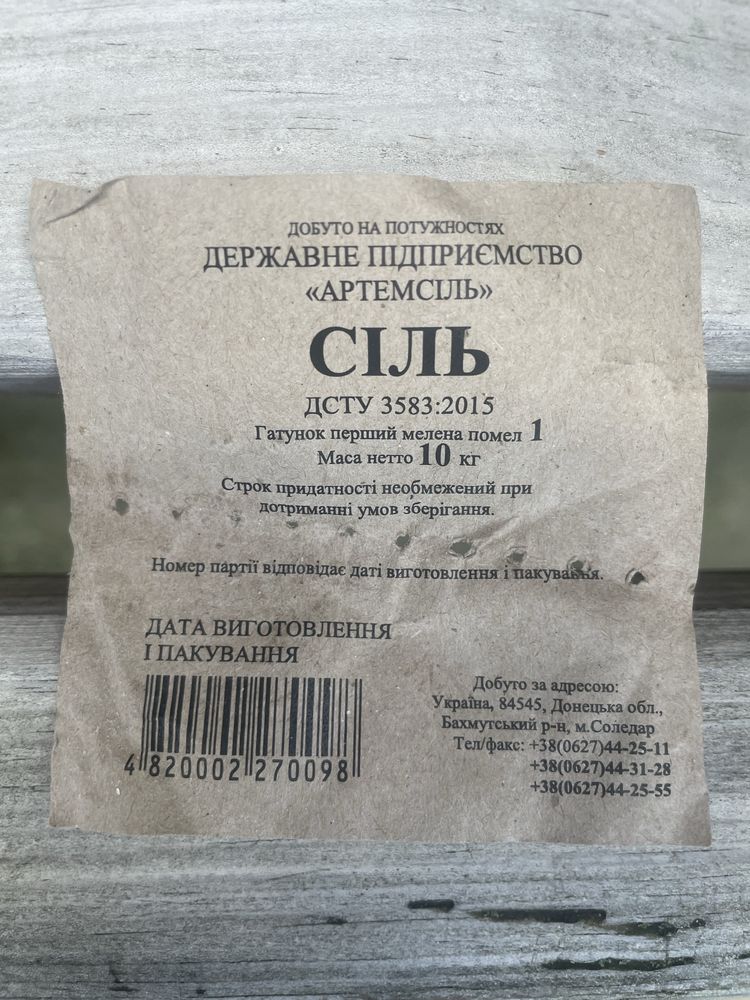 ДОБУТО НА ПОТУЖНОСТЯХ
ДЕРЖАВНЕ ПІДПРИЄМСТВО
«АРТЕМСІЛЬ»
СІЛЬ
ДСТУ 3583:2015
Гатунок перший мелена помел 1
Маса нетто 10 кг
Строк придатності необмежений при
дотриманні умов зберігання.
Номер партії відповідає даті виготовлення і пакування.
ДАТА ВИГОТОВЛЕННЯ
І ПАКУВАННЯ
4 820002 270098
Добуто за адресою:
Україна, 84545, Донецька обл.,
Бахмутський р-н, м.Соледар
Тел/факс: +38(0627)44-25-11
+38(0627)44-31-28
+38(0627)44-25-55